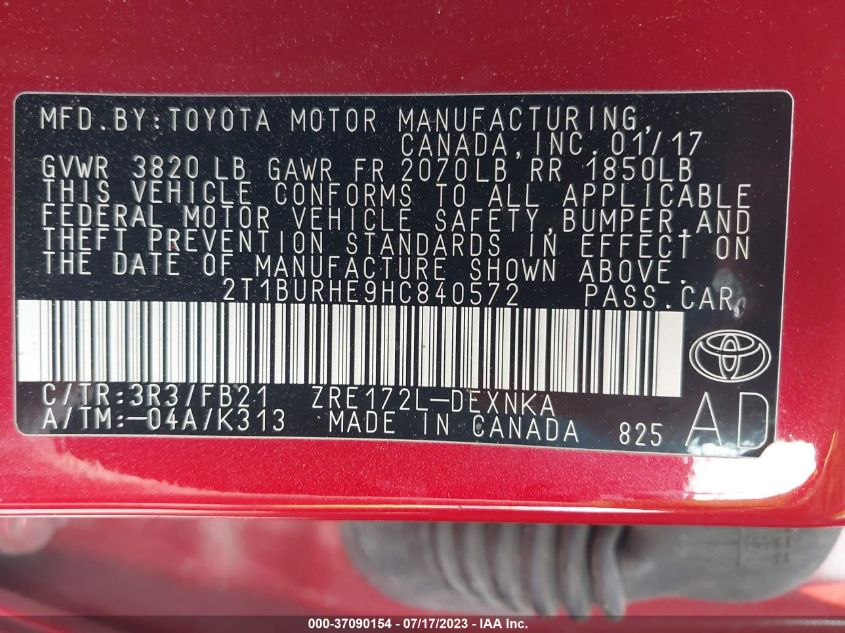 MFD.BY:TOYOTA MOTOR MANUFACTURING,
CANADA,INC.01/17
GVWR 3820 LB GAWR FR 2070LB RR 1850LB
THIS VEHICLE CONFORMS TO ALL APPLICABLE
FEDERAL MOTOR VEHICLE SAFETY,BUMPER,AND
THEFT PREVENTION STANDARDS IN EFFECT ON
THE DATE OF MANUFACTURE SHOWN ABOVE.
2T1BURHE9HC840572 PASS.CAR
C/TR:3R3/FB21 ZRE172L-DEXNKA
A/TM:-04A/K313 MADE IN CANADA 825 AD
000-37090154 - 07/17/2023 - IAA Inc.